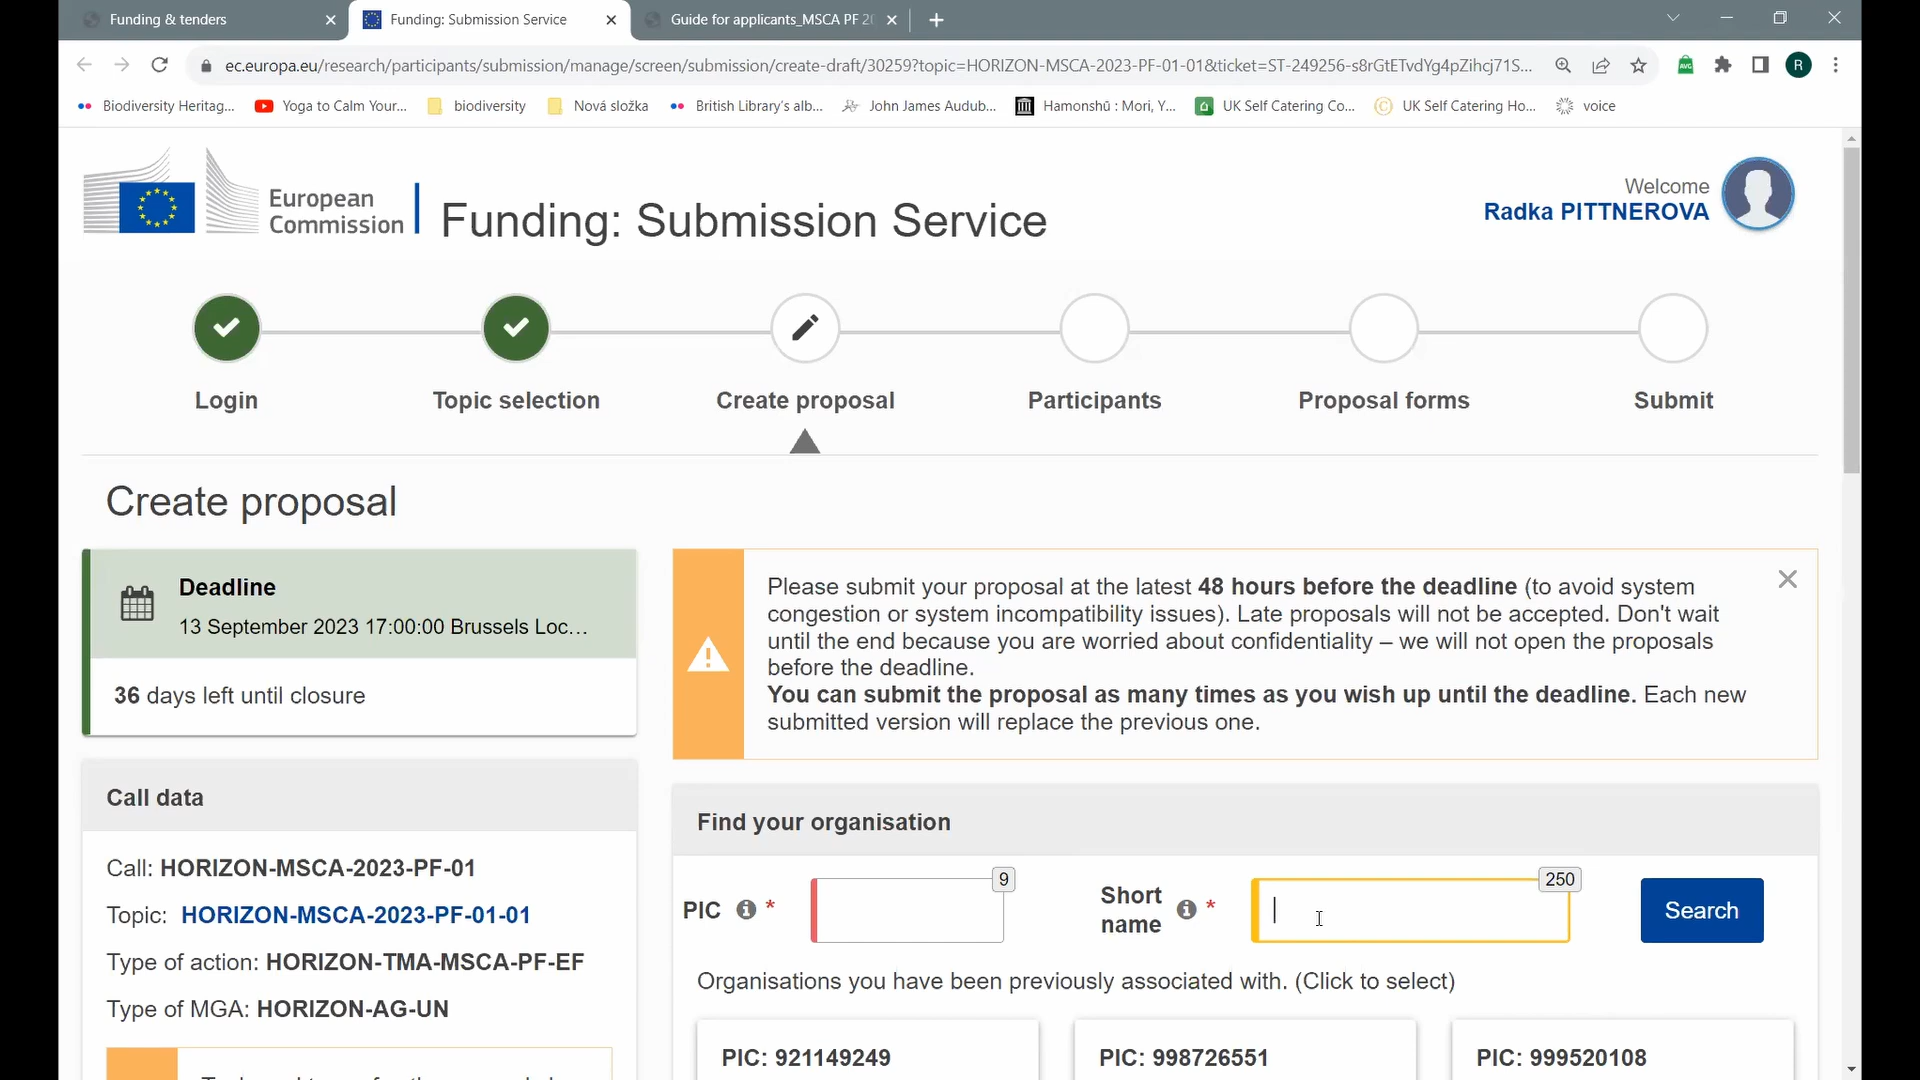 Funding & tenders
Funding: Submission Service
Guide for applicants_MSCA PF 20
ec.europa.eu/research/participants/submission/manage/screen/submission/create-draft/30259?topic=HORIZON-MSCA-2023-PF-01-01&ticket=ST-249256-s8rGtETvdYg4pZihcj71S...
AVG
R
Biodiversity Heritag...
Yoga to Calm Your...
biodiversity
Nová složka
British Library's alb...
John James Audub...
Hamonshū : Mori, Y...
UK Self Catering Co...
UK Self Catering Ho...
voice
European
Commission
Funding: Submission Service
Welcome
Radka PITTNEROVA
Login
Topic selection
Create proposal
Participants
Proposal forms
Submit
Create proposal
Deadline
13 September 2023 17:00:00 Brussels Loc...
36 days left until closure
Please submit your proposal at the latest 48 hours before the deadline (to avoid system
congestion or system incompatibility issues). Late proposals will not be accepted. Don't wait
until the end because you are worried about confidentiality – we will not open the proposals
before the deadline.
You can submit the proposal as many times as you wish up until the deadline. Each new
submitted version will replace the previous one.
Call data
Call: HORIZON-MSCA-2023-PF-01
Topic: HORIZON-MSCA-2023-PF-01-01
Type of action: HORIZON-TMA-MSCA-PF-EF
Type of MGA: HORIZON-AG-UN
Find your organisation
PIC *
9
Short
name *
250
Search
Organisations you have been previously associated with. (Click to select)
PIC: 921149249
PIC: 998726551
PIC: 999520108